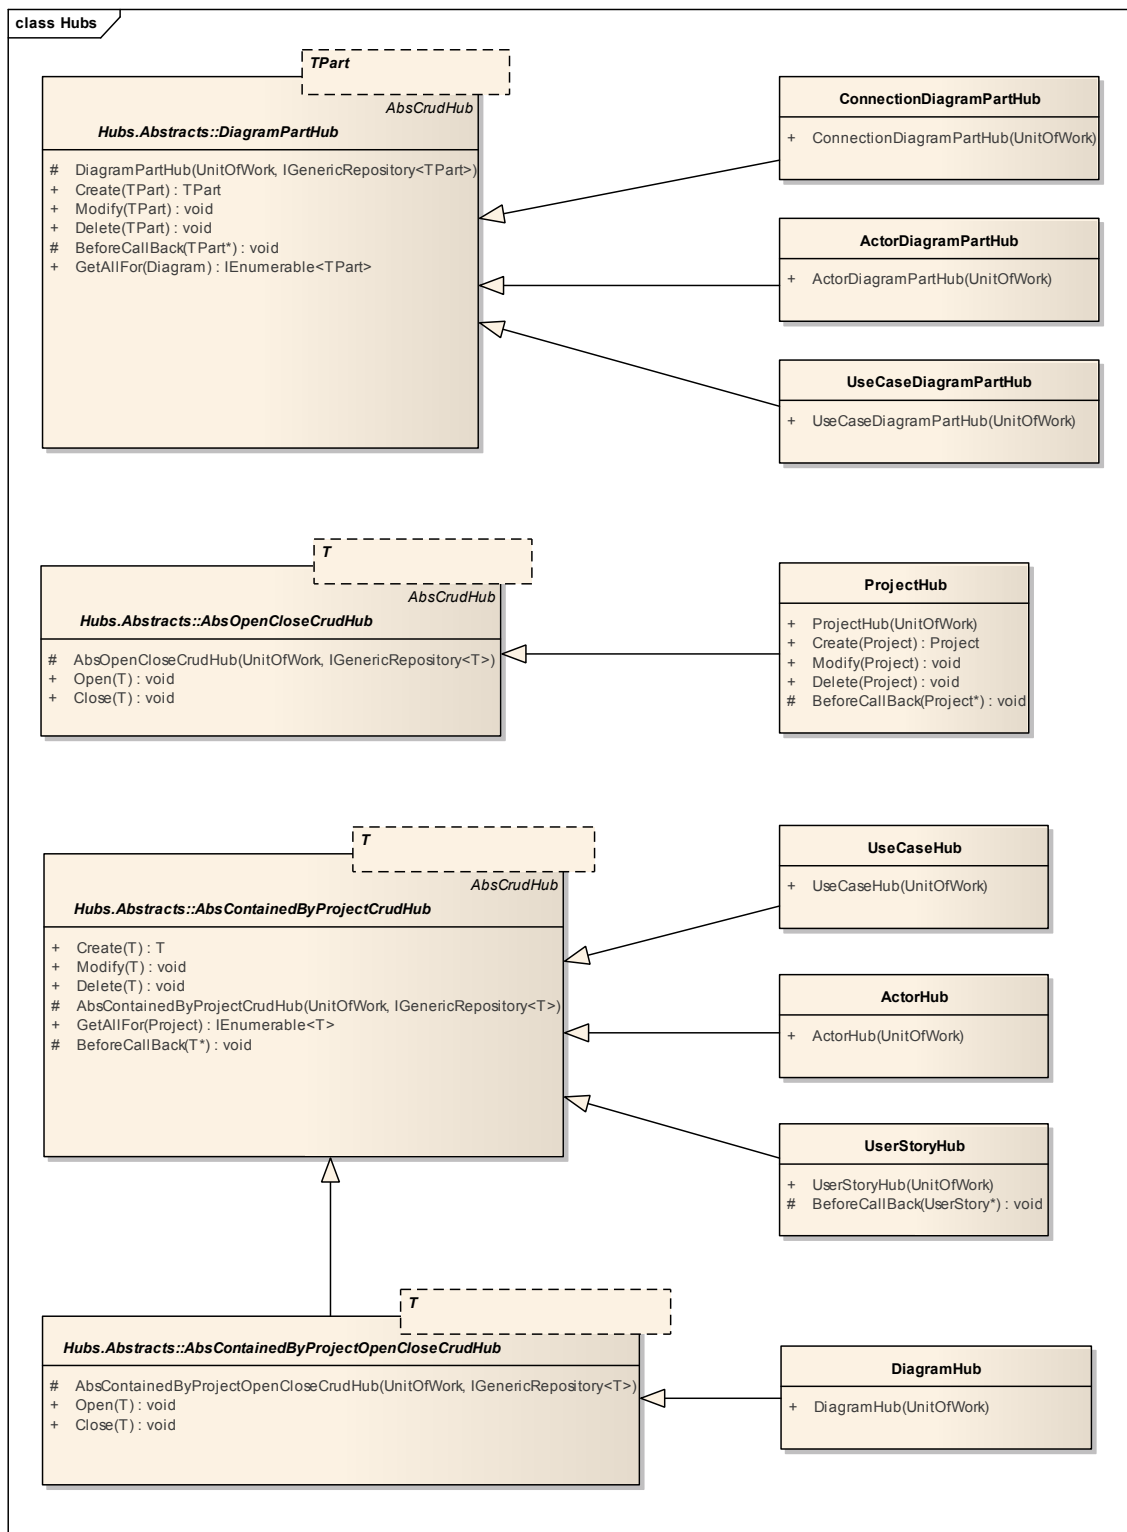 class Hubs
TPart
AbsCrudHub
Hubs.Abstracts::DiagramPartHub
# DiagramPartHub(UnitOfWork, IGenericRepository<TPart>)
+ Create(TPart) : TPart
+ Modify(TPart) : void
+ Delete(TPart) : void
# BeforeCallBack(TPart*) : void
+ GetAllFor(Diagram) : IEnumerable<TPart>
ConnectionDiagramPartHub
+ ConnectionDiagramPartHub(UnitOfWork)
ActorDiagramPartHub
+ ActorDiagramPartHub(UnitOfWork)
UseCaseDiagramPartHub
+ UseCaseDiagramPartHub(UnitOfWork)
T
AbsCrudHub
Hubs.Abstracts::AbsOpenCloseCrudHub
# AbsOpenCloseCrudHub(UnitOfWork, IGenericRepository<T>)
+ Open(T) : void
+ Close(T) : void
ProjectHub
+ ProjectHub(UnitOfWork)
+ Create(Project) : Project
+ Modify(Project) : void
+ Delete(Project) : void
# BeforeCallBack(Project*) : void
T
AbsCrudHub
Hubs.Abstracts::AbsContainedByProjectCrudHub
+ Create(T) : T
+ Modify(T) : void
+ Delete(T) : void
# AbsContainedByProjectCrudHub(UnitOfWork, IGenericRepository<T>)
+ GetAllFor(Project) : IEnumerable<T>
# BeforeCallBack(T*) : void
UseCaseHub
+ UseCaseHub(UnitOfWork)
ActorHub
+ ActorHub(UnitOfWork)
UserStoryHub
+ UserStoryHub(UnitOfWork)
# BeforeCallBack(UserStory*) : void
T
Hubs.Abstracts::AbsContainedByProjectOpenCloseCrudHub
# AbsContainedByProjectOpenCloseCrudHub(UnitOfWork, IGenericRepository<T>)
+ Open(T) : void
+ Close(T) : void
DiagramHub
+ DiagramHub(UnitOfWork)